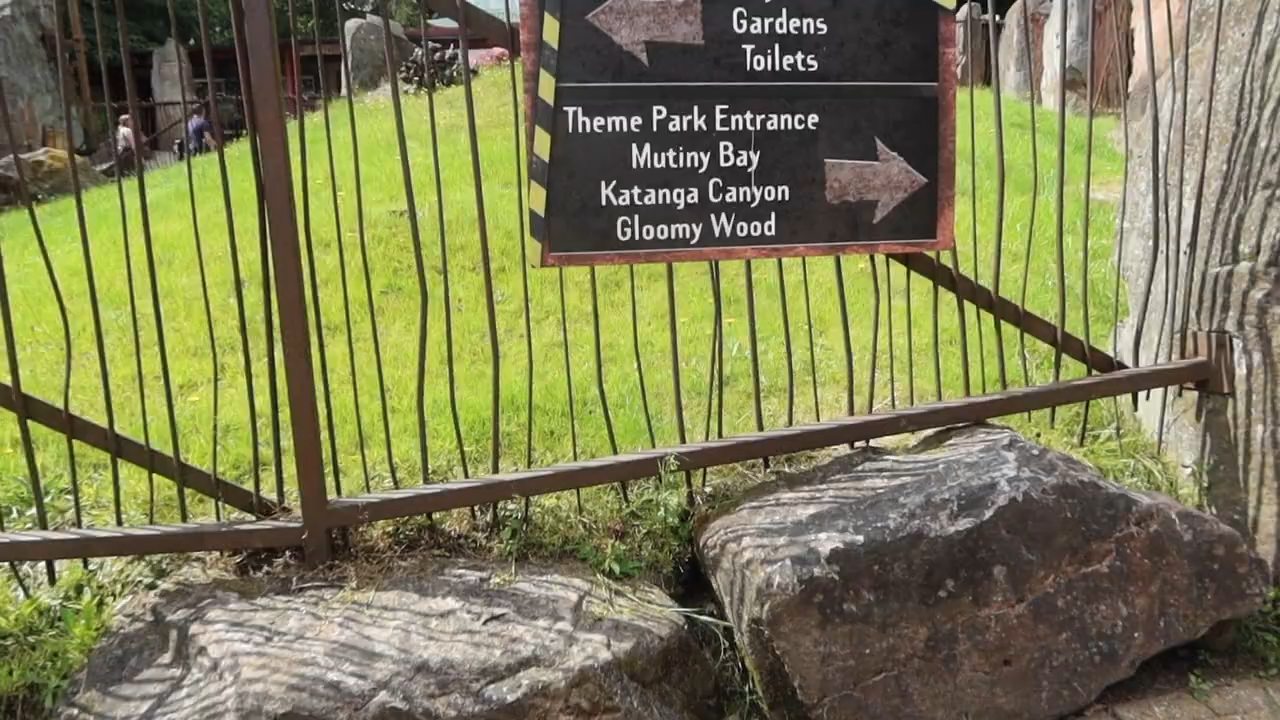 Gardens
Toilets
Theme Park Entrance
Mutiny Bay
Katanga Canyon
Gloomy Wood